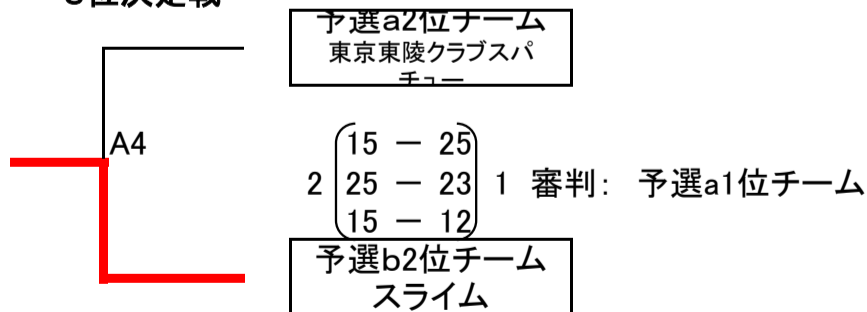 予選a2位チーム
東京東陵クラブスパ
チュー
A4
15 － 25
2 25 － 23 1 審判： 予選a1位チーム
15 － 12
予選b2位チーム
スライム